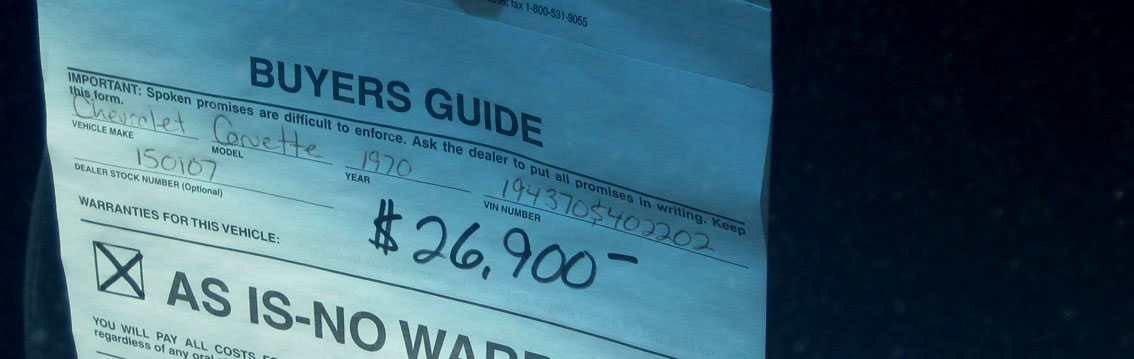 fax 1-800-531-9055
BUYERS GUIDE
IMPORTANT: Spoken promises are difficult to enforce. Ask the dealer to put all promises in writing. Keep
this form.
Chevrolet Corvette 1970 194370S402202
VEHICLE MAKE MODEL YEAR VIN NUMBER
150107
DEALER STOCK NUMBER (Optional)
$26,900-
WARRANTIES FOR THIS VEHICLE:
AS IS-NO
YOU WILL PAY ALL COSTS
regardless of any oral